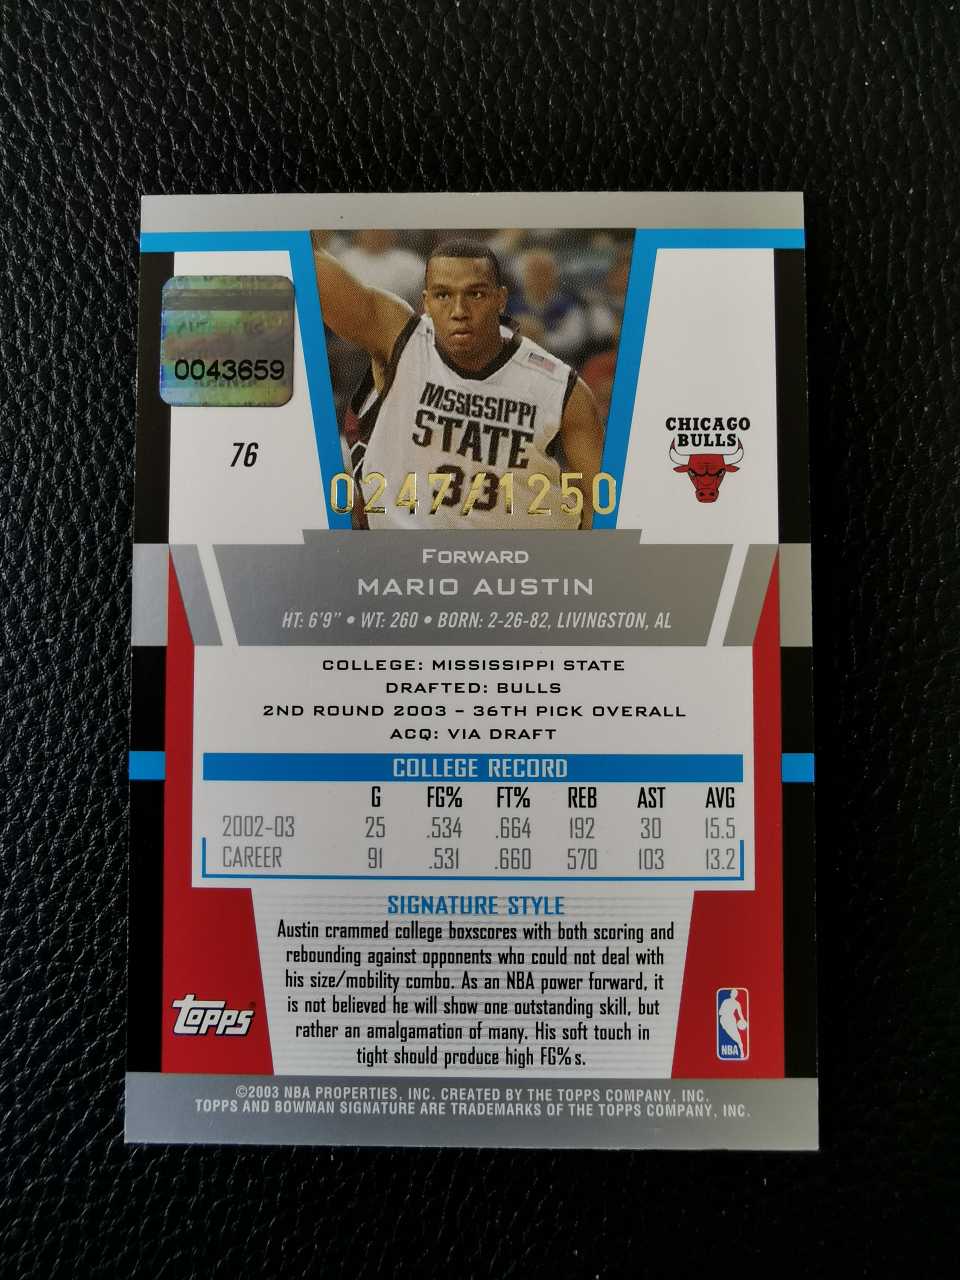 0043659
76
MISSISSIPPI
STATE
33
CHICAGO
BULLS
0247/1250
FORWARD
MARIO AUSTIN
HT: 6'9" • WT: 260 • BORN: 2-26-82, LIVINGSTON, AL
COLLEGE: MISSISSIPPI STATE
DRAFTED: BULLS
2ND ROUND 2003 – 36TH PICK OVERALL
ACQ: VIA DRAFT
COLLEGE RECORD
G FG% FT% REB AST AVG
2002-03 25 .534 .664 192 30 15.5
CAREER 91 .531 .660 570 103 13.2
SIGNATURE STYLE
Austin crammed college boxscores with both scoring and
rebounding against opponents who could not deal with
his size/mobility combo. As an NBA power forward, it
is not believed he will show one outstanding skill, but
rather an amalgamation of many. His soft touch in
tight should produce high FG%s.
topps®
NBA
©2003 NBA PROPERTIES, INC. CREATED BY THE TOPPS COMPANY, INC.
TOPPS AND BOWMAN SIGNATURE ARE TRADEMARKS OF THE TOPPS COMPANY, INC.